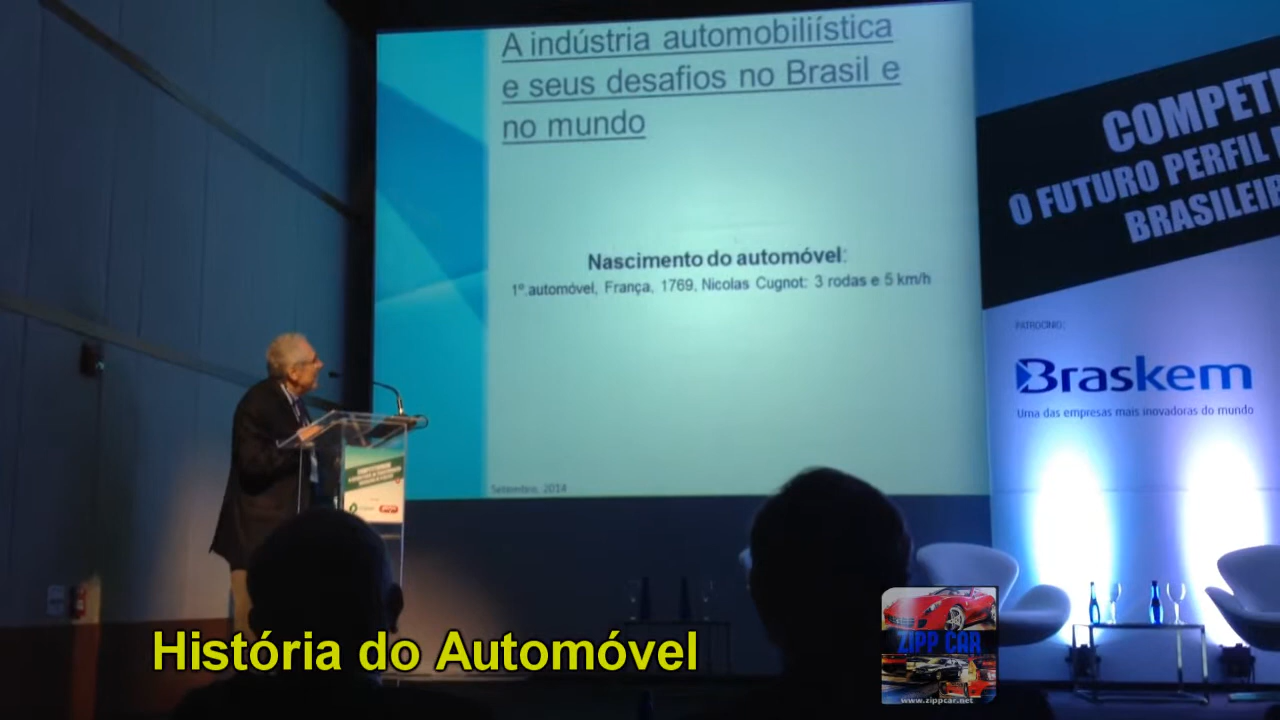 A indústria automobiliística
e seus desafios no Brasil e
no mundo
Nascimento do automóvel:
1º.automóvel, França, 1769, Nicolas Cugnot: 3 rodas e 5 km/h
Setembro, 2014
COMPETI
O FUTURO PERFIL
BRASILEIR
PATROCÍNIO:
Braskem
Uma das empresas mais inovadoras do mundo
História do Automóvel
ZIPP CAR
www.zippcar.net